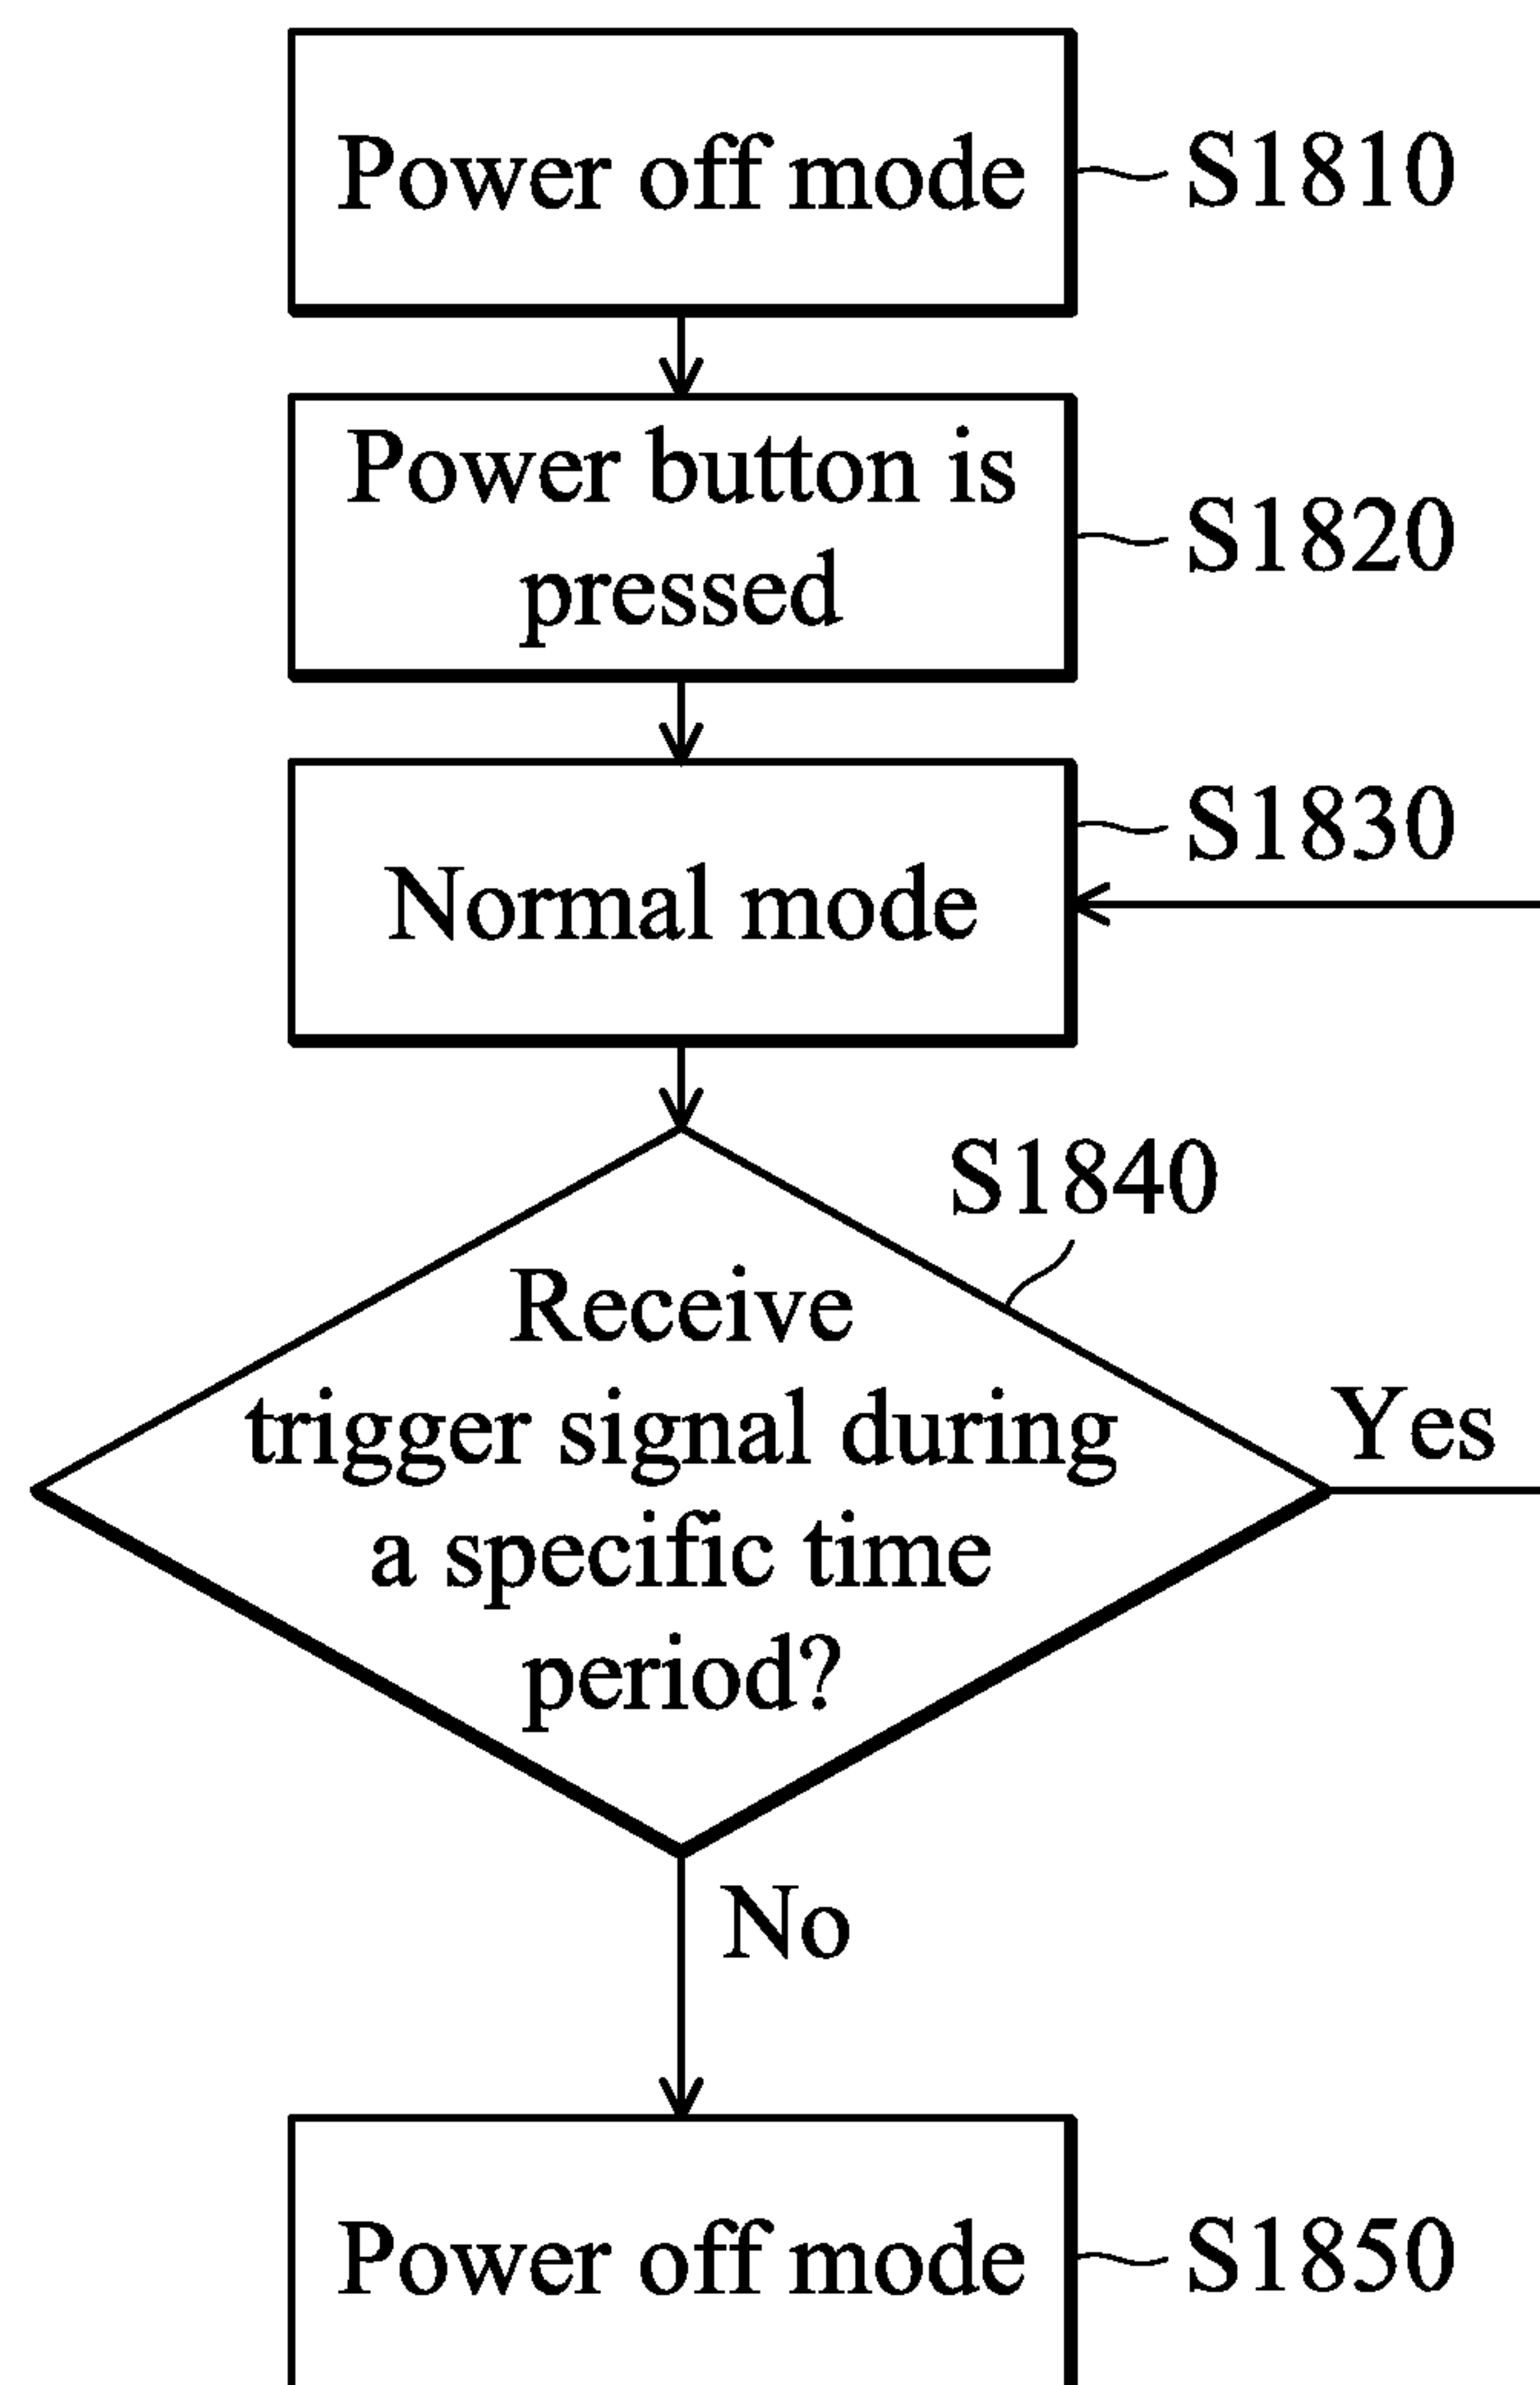 Power off mode
S1810
Power button is
pressed
S1820
S1830
Normal mode
S1840
Receive
trigger signal during
a specific time
period?
Yes
No
Power off mode
S1850